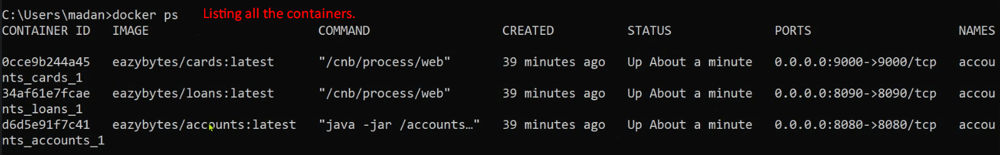 C:\Users\madan>docker ps Listing all the containers.
CONTAINER ID IMAGE COMMAND CREATED STATUS PORTS NAMES
0cce9b244a45 eazybytes/cards:latest "/cnb/process/web" 39 minutes ago Up About a minute 0.0.0.0:9000->9000/tcp accou
nts_cards_1
34af61e7fcae eazybytes/loans:latest "/cnb/process/web" 39 minutes ago Up About a minute 0.0.0.0:8090->8090/tcp accou
nts_loans_1
d6d5e91f7c41 eazybytes/accounts:latest "java -jar /accounts…" 39 minutes ago Up About a minute 0.0.0.0:8080->8080/tcp accou
nts_accounts_1